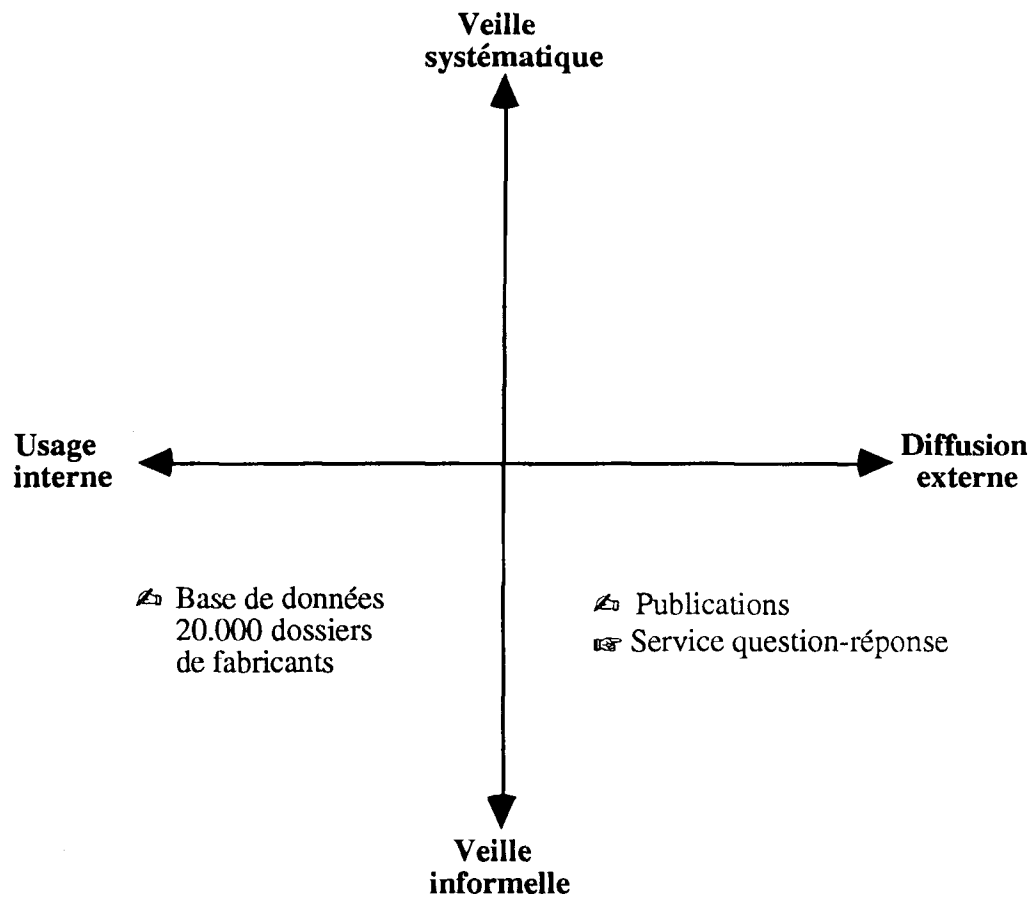 Veille
systématique
Usage
interne
Diffusion
externe
✍ Base de données
20.000 dossiers
de fabricants
✍ Publications
☞ Service question-réponse
Veille
informelle